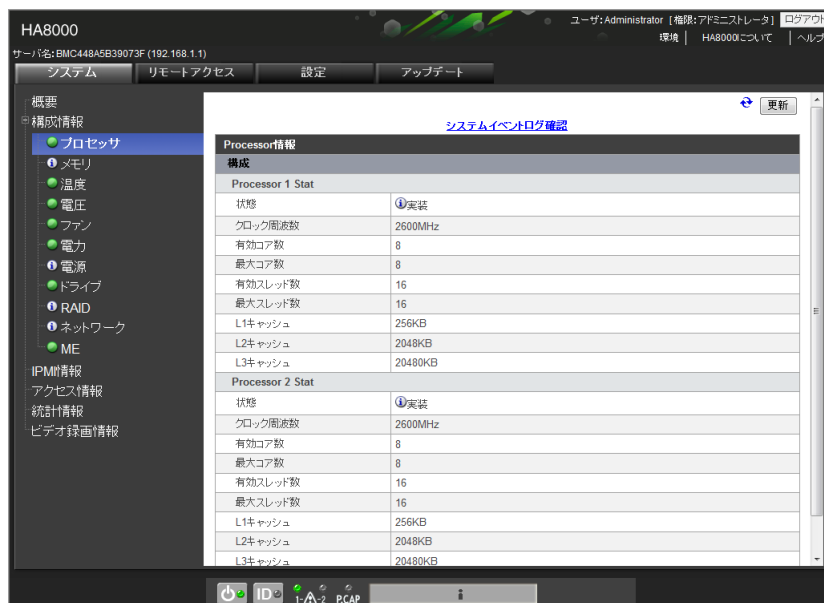 HA8000
ユーザ:Administrator [権限:アドミニストレータ] ログアウト
環境 | HA8000について | ヘルプ
サーバ名:BMC448A5B39073F (192.168.1.1)
システム リモートアクセス 設定 アップデート
概要
構成情報
プロセッサ
メモリ
温度
電圧
ファン
電力
電源
ドライブ
RAID
ネットワーク
ME
IPMI情報
アクセス情報
統計情報
ビデオ録画情報
更新
システムイベントログ確認
Processor情報
構成
Processor 1 Stat
状態 実装
クロック周波数 2600MHz
有効コア数 8
最大コア数 8
有効スレッド数 16
最大スレッド数 16
L1キャッシュ 256KB
L2キャッシュ 2048KB
L3キャッシュ 20480KB
Processor 2 Stat
状態 実装
クロック周波数 2600MHz
有効コア数 8
最大コア数 8
有効スレッド数 16
最大スレッド数 16
L1キャッシュ 256KB
L2キャッシュ 2048KB
L3キャッシュ 20480KB
ID 1-2 P.CAP i